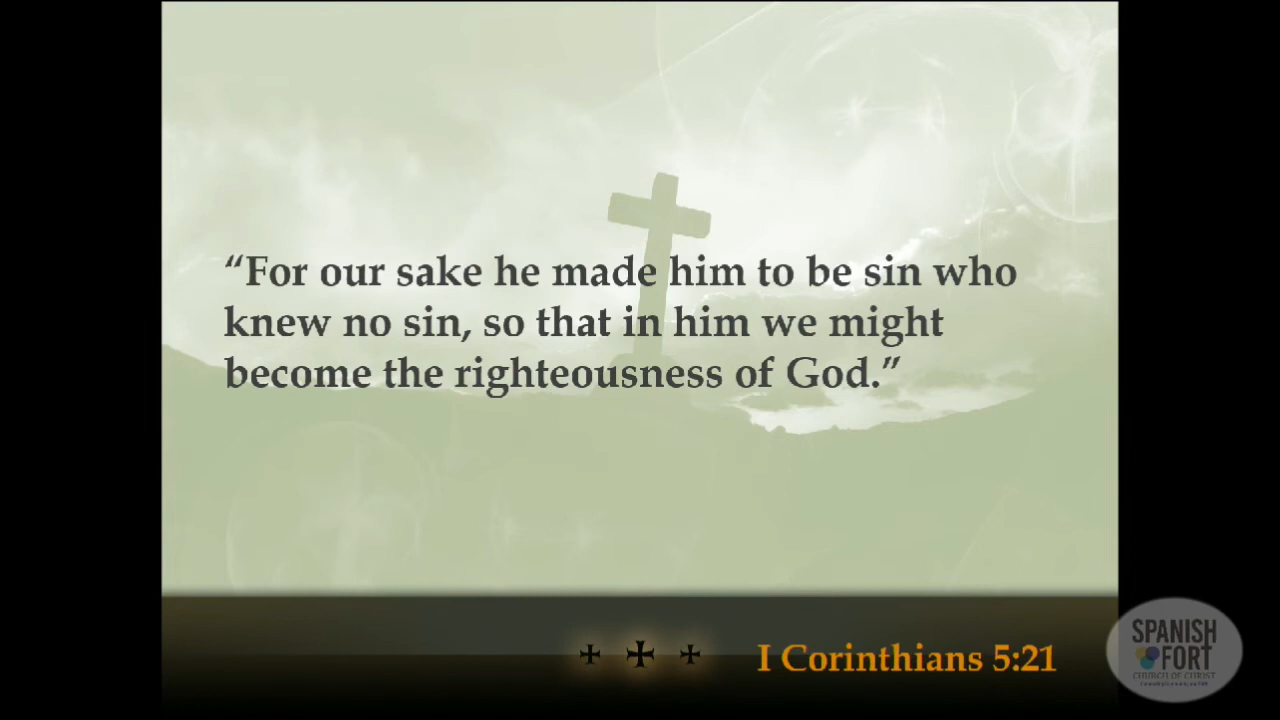 “For our sake he made him to be sin who
knew no sin, so that in him we might
become the righteousness of God.”
I Corinthians 5:21
SPANISH
FORT
CHURCH OF CHRIST